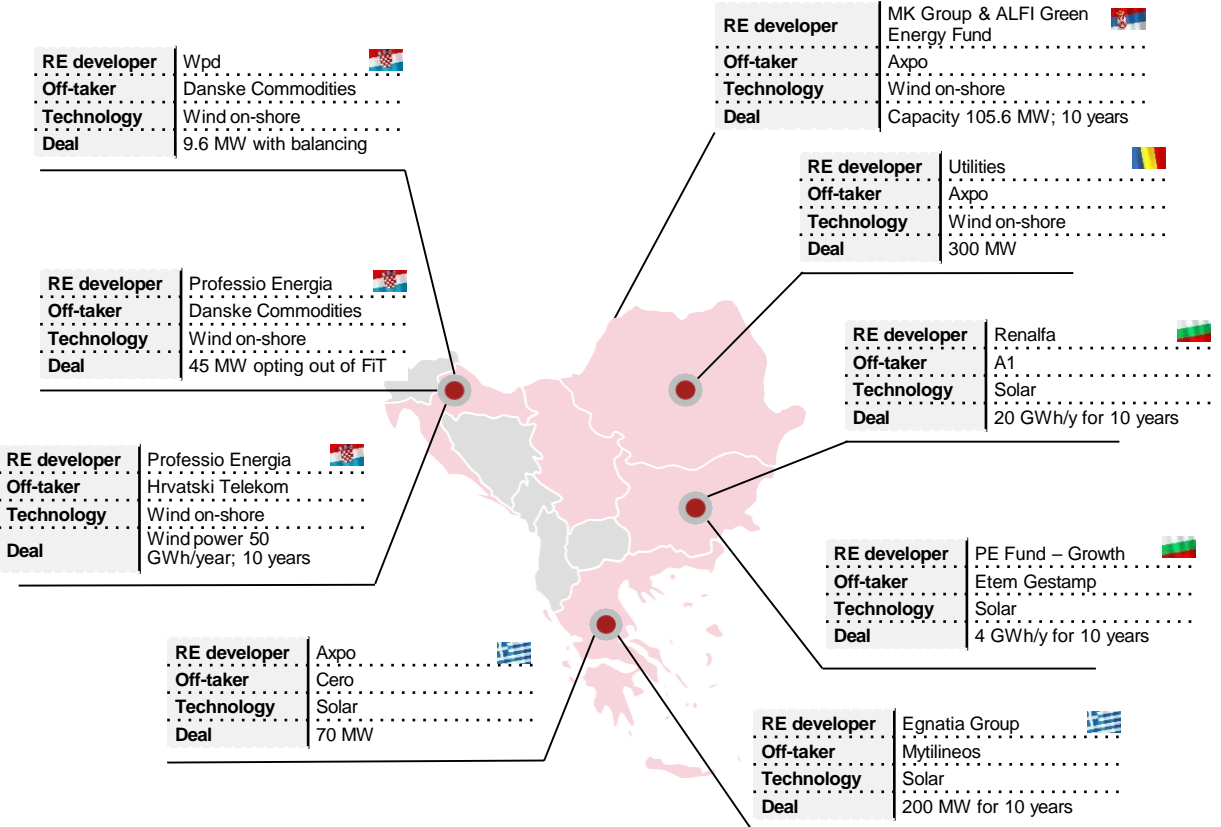 RE developer Wpd
Off-taker Danske Commodities
Technology Wind on-shore
Deal 9.6 MW with balancing
RE developer MK Group & ALFI Green
Energy Fund
Off-taker Axpo
Technology Wind on-shore
Deal Capacity 105.6 MW; 10 years
RE developer Utilities
Off-taker Axpo
Technology Wind on-shore
Deal 300 MW
RE developer Professio Energia
Off-taker Danske Commodities
Technology Wind on-shore
Deal 45 MW opting out of FiT
RE developer Renalfa
Off-taker A1
Technology Solar
Deal 20 GWh/y for 10 years
RE developer Professio Energia
Off-taker Hrvatski Telekom
Technology Wind on-shore
Deal Wind power 50
GWh/year; 10 years
RE developer PE Fund – Growth
Off-taker Etem Gestamp
Technology Solar
Deal 4 GWh/y for 10 years
RE developer Axpo
Off-taker Cero
Technology Solar
Deal 70 MW
RE developer Egnatia Group
Off-taker Mytilineos
Technology Solar
Deal 200 MW for 10 years